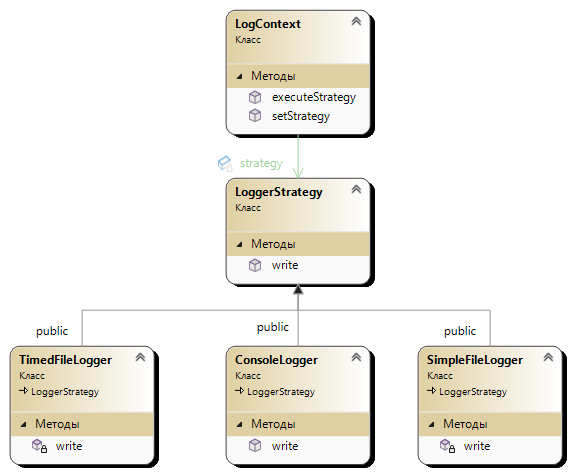 LogContext
Класс
Методы
executeStrategy
setStrategy
strategy
LoggerStrategy
Класс
Методы
write
public
public
public
TimedFileLogger
Класс
LoggerStrategy
Методы
write
ConsoleLogger
Класс
LoggerStrategy
Методы
write
SimpleFileLogger
Класс
LoggerStrategy
Методы
write